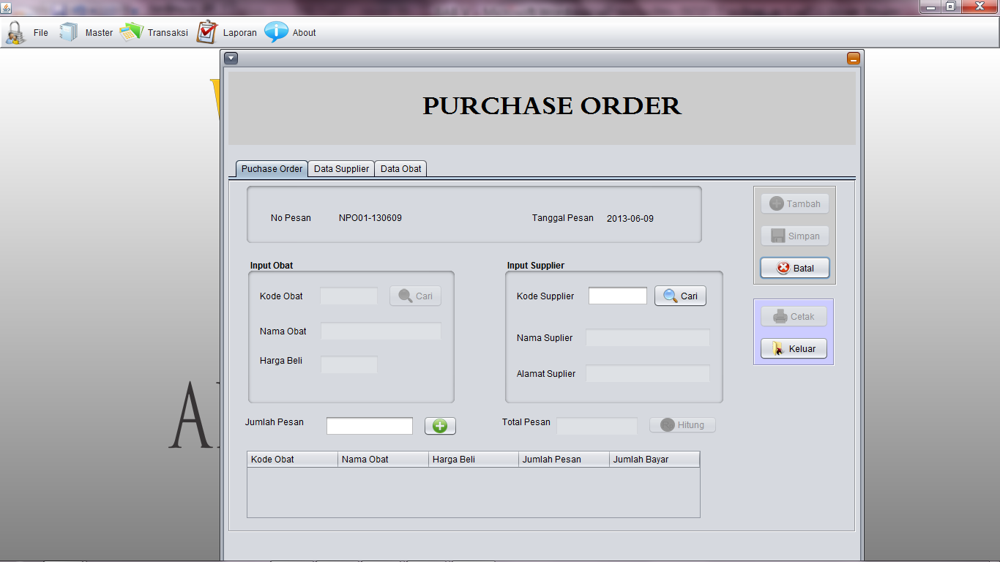 File Master Transaksi Laporan About
PURCHASE ORDER
Puchase Order Data Supplier Data Obat
No Pesan NPO01-130609 Tanggal Pesan 2013-06-09
Tambah
Simpan
Batal
Input Obat Input Supplier
Kode Obat Cari Kode Supplier Cari
Nama Obat
Nama Suplier
Harga Beli
Alamat Suplier
Cetak
Keluar
Jumlah Pesan Total Pesan Hitung
Kode Obat Nama Obat Harga Beli Jumlah Pesan Jumlah Bayar